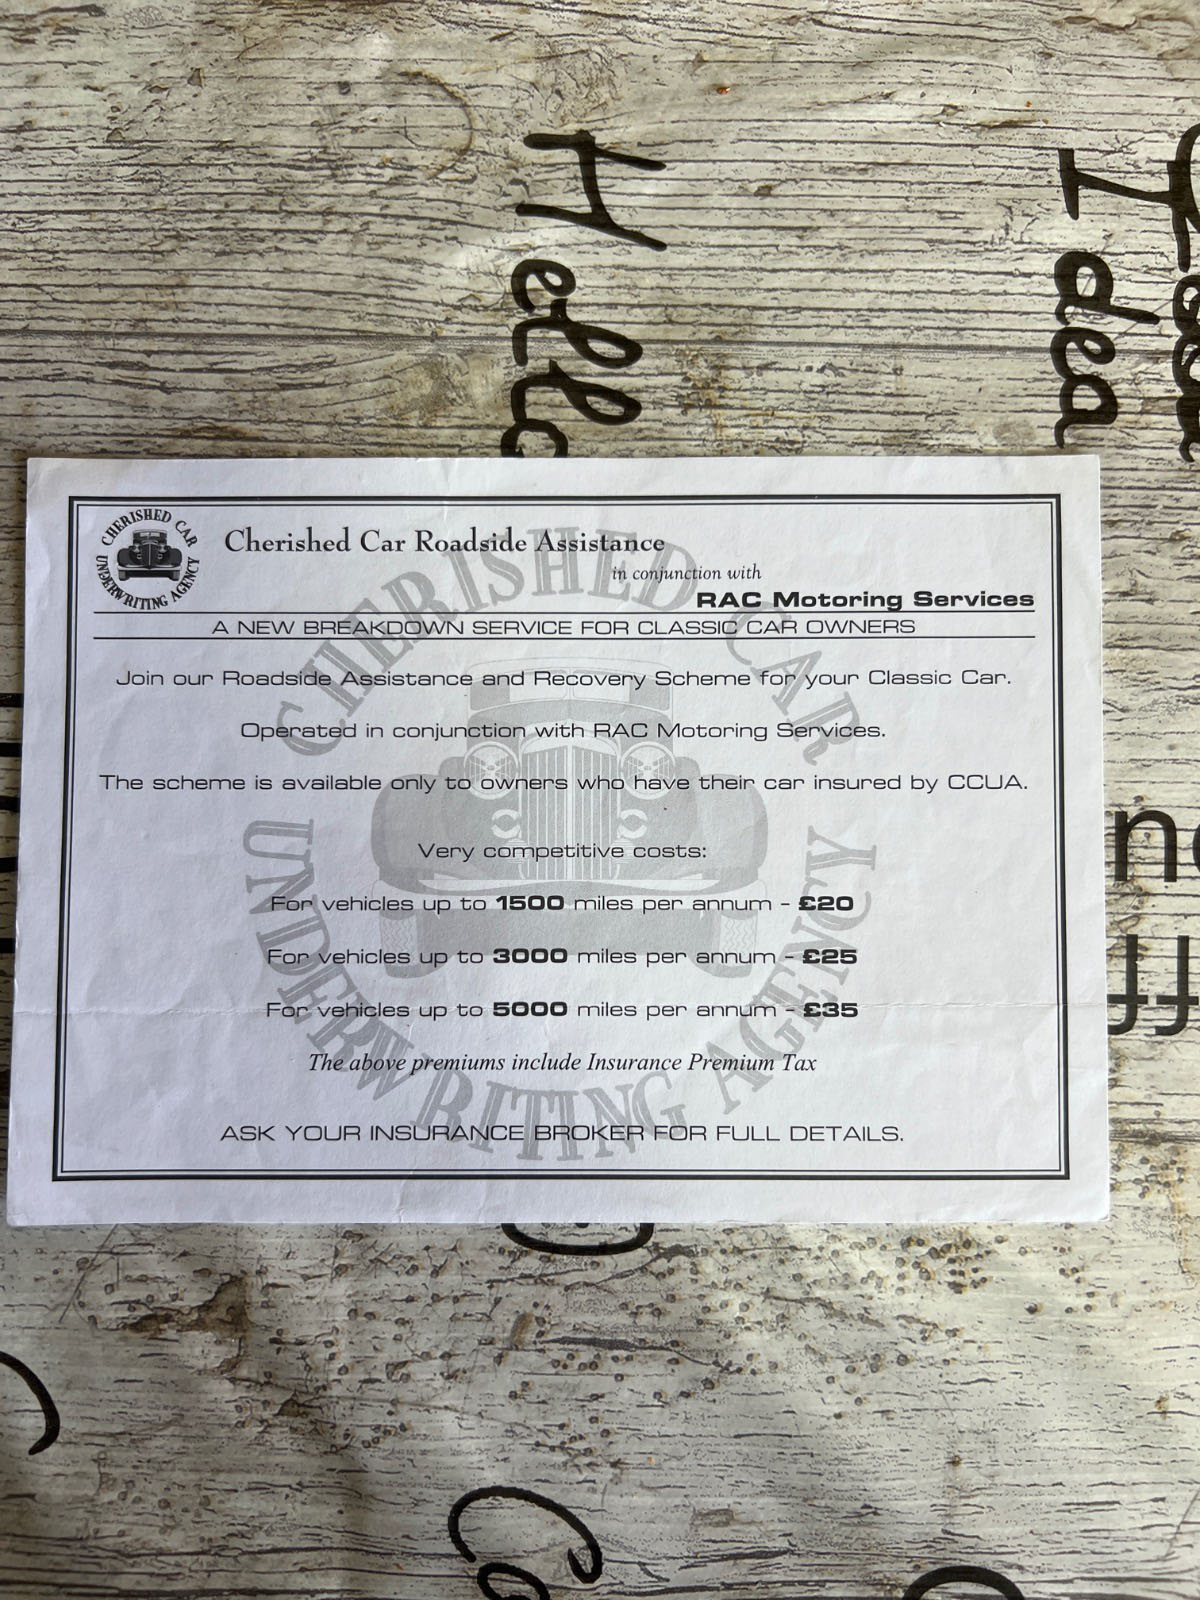 Hello
Idea
CHERISHED CAR
UNDERWRITING AGENCY
Cherished Car Roadside Assistance
in conjunction with
RAC Motoring Services
A NEW BREAKDOWN SERVICE FOR CLASSIC CAR OWNERS
CHERISHED CAR
UNDERWRITING AGENCY
Join our Roadside Assistance and Recovery Scheme for your Classic Car.
Operated in conjunction with RAC Motoring Services.
The scheme is available only to owners who have their car insured by CCUA.
Very competitive costs:
For vehicles up to 1500 miles per annum - £20
For vehicles up to 3000 miles per annum - £25
For vehicles up to 5000 miles per annum - £35
The above premiums include Insurance Premium Tax
ASK YOUR INSURANCE BROKER FOR FULL DETAILS.